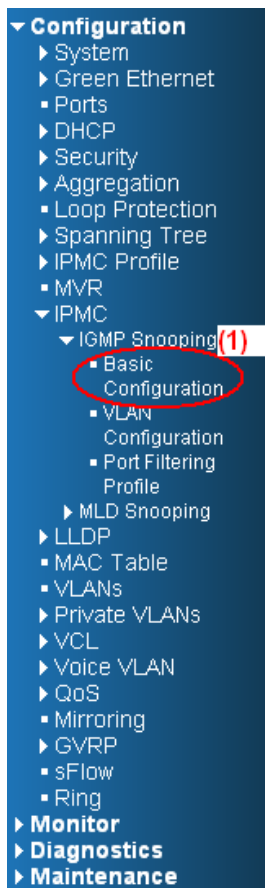 Configuration
System
Green Ethernet
Ports
DHCP
Security
Aggregation
Loop Protection
Spanning Tree
IPMC Profile
MVR
IPMC
IGMP Snooping (1)
Basic
Configuration
VLAN
Configuration
Port Filtering
Profile
MLD Snooping
LLDP
MAC Table
VLANs
Private VLANs
VCL
Voice VLAN
QoS
Mirroring
GVRP
sFlow
Ring
Monitor
Diagnostics
Maintenance